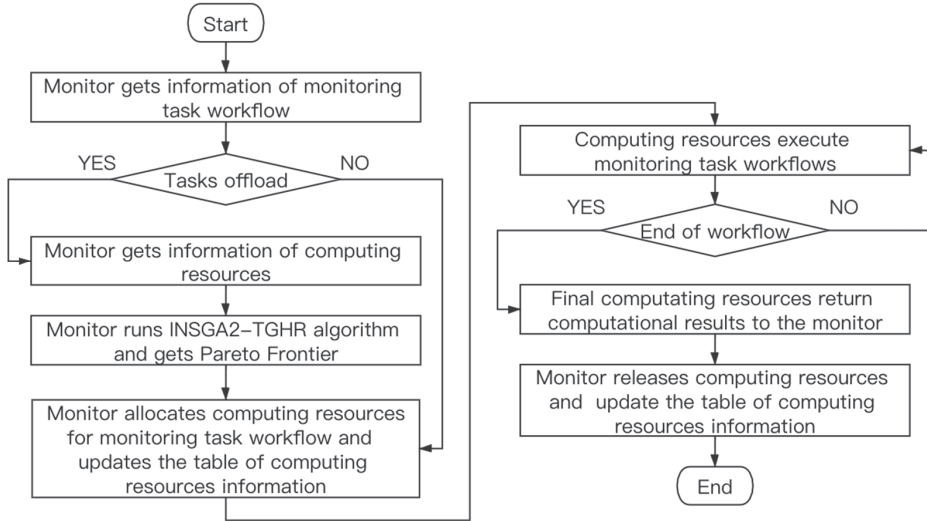 Start
Monitor gets information of monitoring
task workflow
YES
NO
Tasks offload
Monitor gets information of computing
resources
Monitor runs INSGA2-TGHR algorithm
and gets Pareto Frontier
Monitor allocates computing resources
for monitoring task workflow and
updates the table of computing
resources information
Computing resources execute
monitoring task workflows
YES
NO
End of workflow
Final computating resources return
computational results to the monitor
Monitor releases computing resources
and update the table of computing
resources information
End